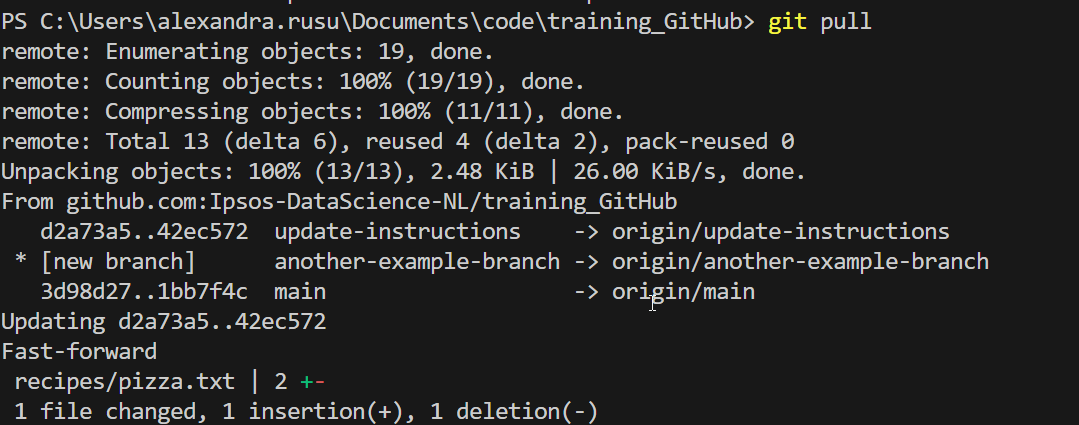 PS C:\Users\alexandra.rusu\Documents\code\training_GitHub> git pull
remote: Enumerating objects: 19, done.
remote: Counting objects: 100% (19/19), done.
remote: Compressing objects: 100% (11/11), done.
remote: Total 13 (delta 6), reused 4 (delta 2), pack-reused 0
Unpacking objects: 100% (13/13), 2.48 KiB | 26.00 KiB/s, done.
From github.com:Ipsos-DataScience-NL/training_GitHub
   d2a73a5..42ec572  update-instructions    -> origin/update-instructions
 * [new branch]      another-example-branch -> origin/another-example-branch
   3d98d27..1bb7f4c  main                   -> origin/main
Updating d2a73a5..42ec572
Fast-forward
 recipes/pizza.txt | 2 +-
 1 file changed, 1 insertion(+), 1 deletion(-)